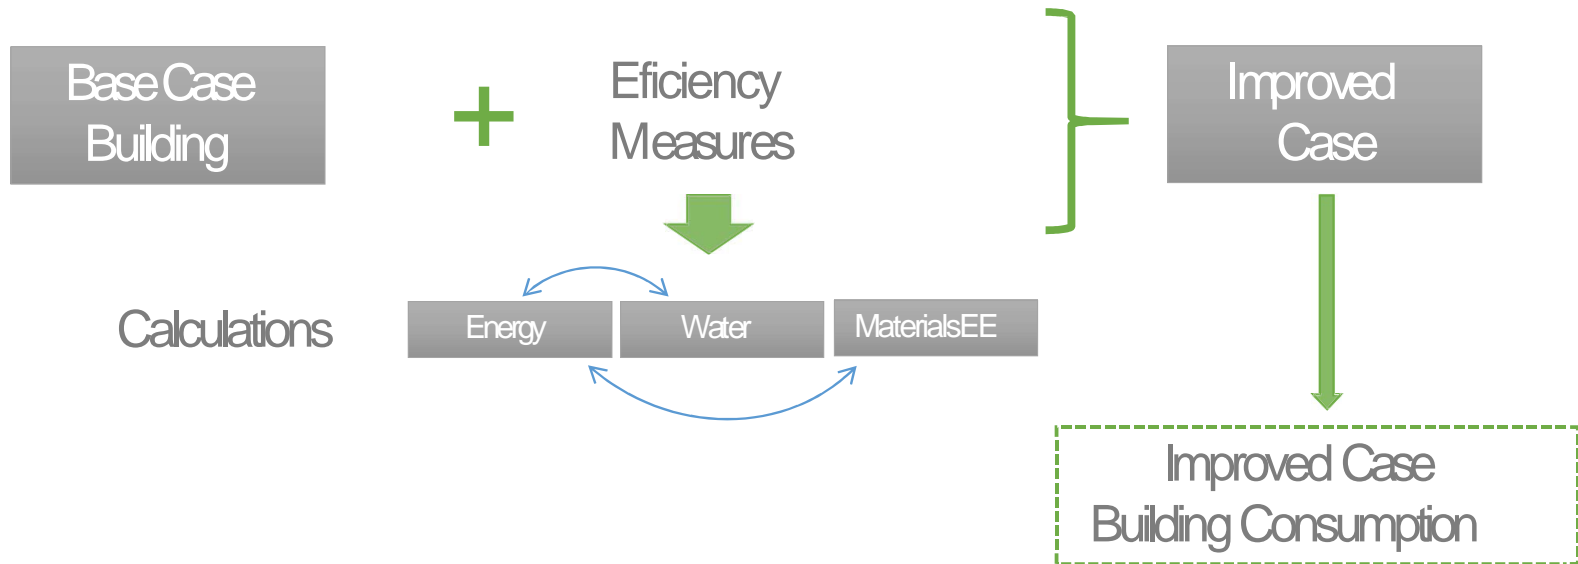 Base Case
Building
+
Eficiency
Measures
Improved
Case
Calculations
Energy
Water
MaterialsEE
Improved Case
Building Consumption